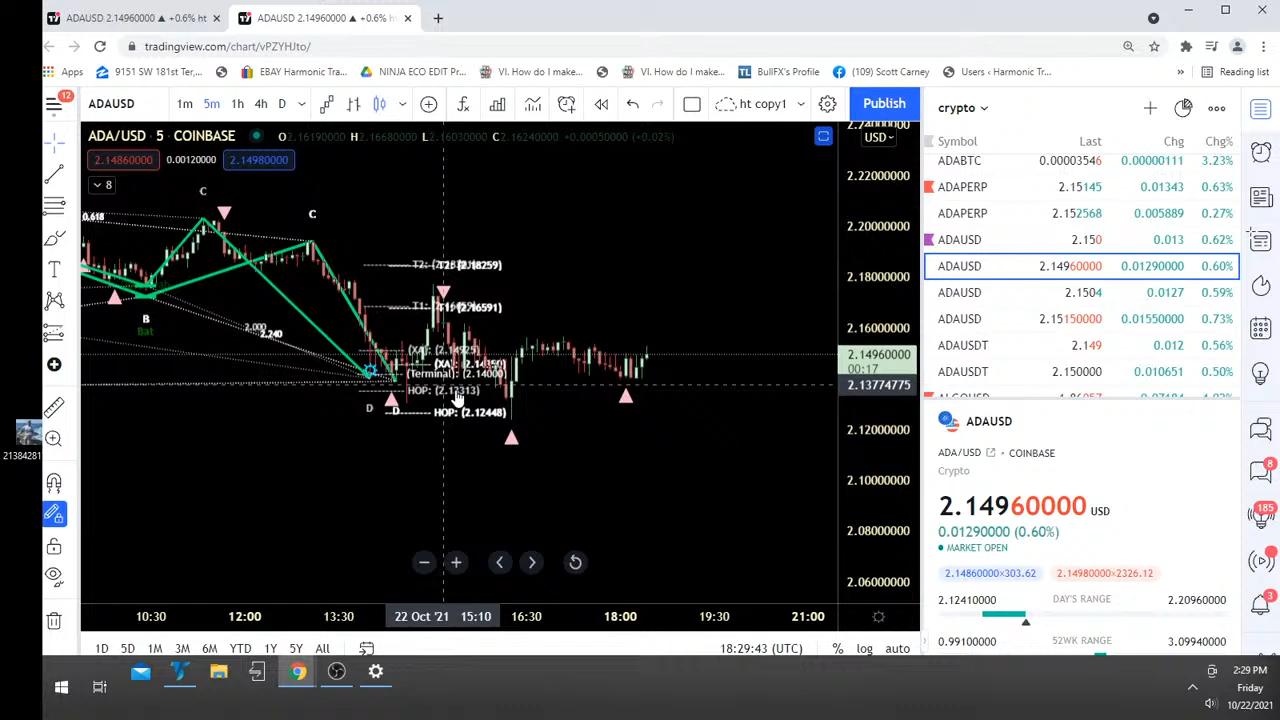 ADAUSD 2.14960000 ▲ +0.6% ht
ADAUSD 2.14960000 ▲ +0.6% ht
tradingview.com/chart/vPZYHJto/
Apps
9151 SW 181st Ter,...
EBAY Harmonic Tra...
NINJA ECO EDIT Pr...
VI. How do I make...
VI. How do I make...
BullFX's Profile
(109) Scott Carney
Users ‹ Harmonic Tr...
»
Reading list
12
ADAUSD
1m
5m
1h
4h
D
ht copy1
Publish
crypto
ADA/USD · 5 · COINBASE
O2.16190000 H2.16680000 L2.16030000 C2.16240000 +0.00050000 (+0.02%)
2.24000000
USD
2.14860000
0.00120000
2.14980000
8
C
C
0.618
B
Bat
2.000
2.240
T2: (2.18259)
T1: (2.16591)
(XA): (2.14350)
(Terminal): (2.14000)
HOP: (2.13313)
HOP: (2.12448)
D
D
2.22000000
2.20000000
2.18000000
2.16000000
2.14960000
00:17
2.13774775
2.12000000
2.10000000
2.08000000
2.06000000
10:30
12:00
13:30
22 Oct '21 15:10
16:30
18:00
19:30
21:00
1D
5D
1M
3M
6M
YTD
1Y
5Y
All
18:29:43 (UTC)
%
log
auto
Symbol
Last
Chg
Chg%
ADABTC 0.00003546 0.00000111 3.23%
ADAPERP 2.15145 0.01343 0.63%
ADAPERP 2.152568 0.005889 0.27%
ADAUSD 2.150 0.013 0.62%
ADAUSD 2.14960000 0.01290000 0.60%
ADAUSD 2.1504 0.0127 0.59%
ADAUSD 2.15150000 0.01550000 0.73%
ADAUSDT 2.149 0.012 0.56%
ADAUSDT 2.150000 0.010610 0.50%
ADAUSD
ADA/USD • COINBASE
Crypto
2.14960000 USD
0.01290000 (0.60%)
• MARKET OPEN
2.14860000×303.62
2.14980000×2326.12
2.12410000 DAY'S RANGE 2.20960000
0.99100000 52WK RANGE 3.09940000
8
185
3
21384281
2:29 PM
Friday
10/22/2021